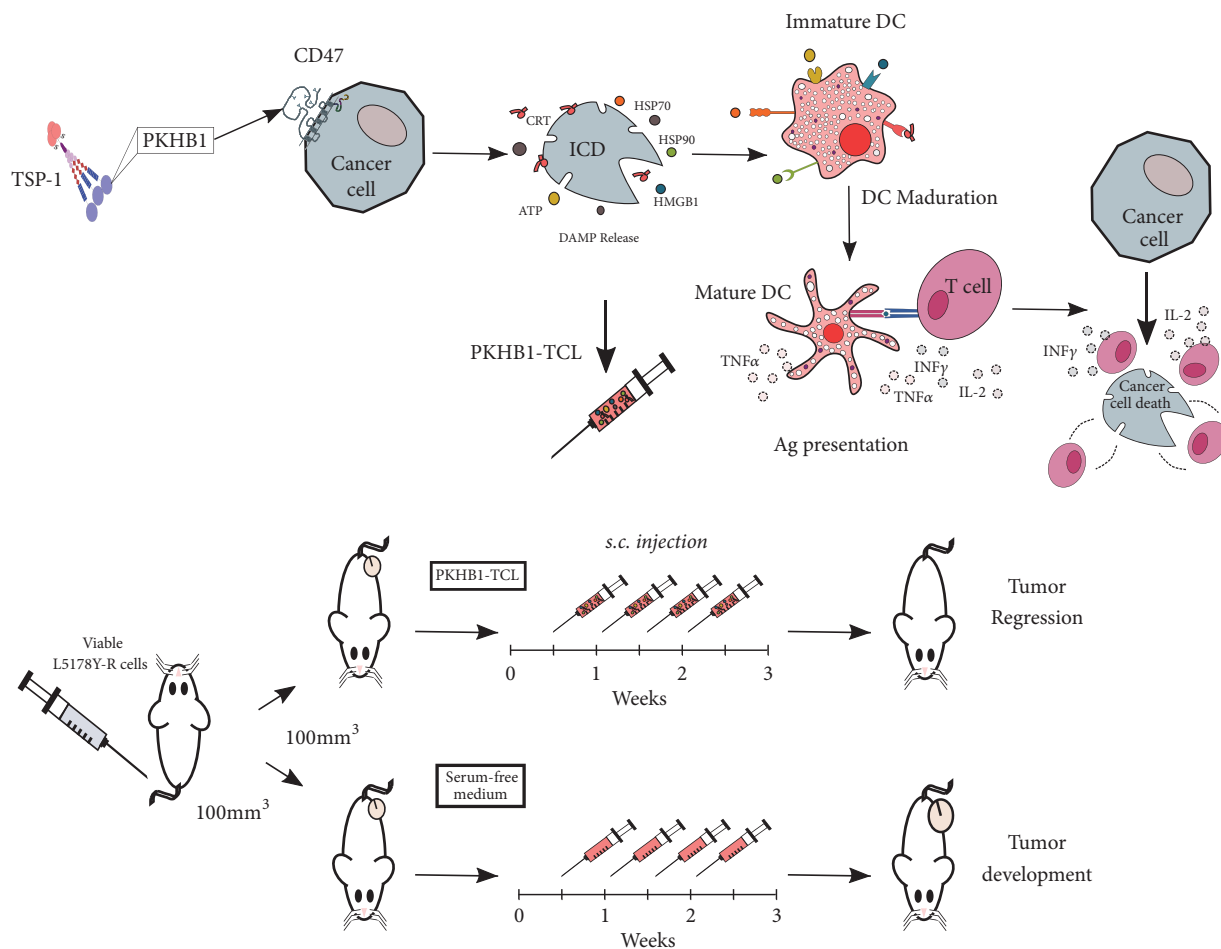 Immature DC
CD47
PKHB1
TSP-1
s
s
Cancer
cell
CRT
HSP70
ICD
HSP90
HMGB1
ATP
DAMP Release
DC Maduration
Cancer
cell
Mature DC
T cell
TNFα
INFγ
TNFα
IL-2
Ag presentation
IL-2
INFγ
Cancer
cell death
PKHB1-TCL
Viable
L5178Y-R cells
100mm³
100mm³
PKHB1-TCL
s.c. injection
0 1 2 3
Weeks
Tumor
Regression
Serum-free
medium
0 1 2 3
Weeks
Tumor
development